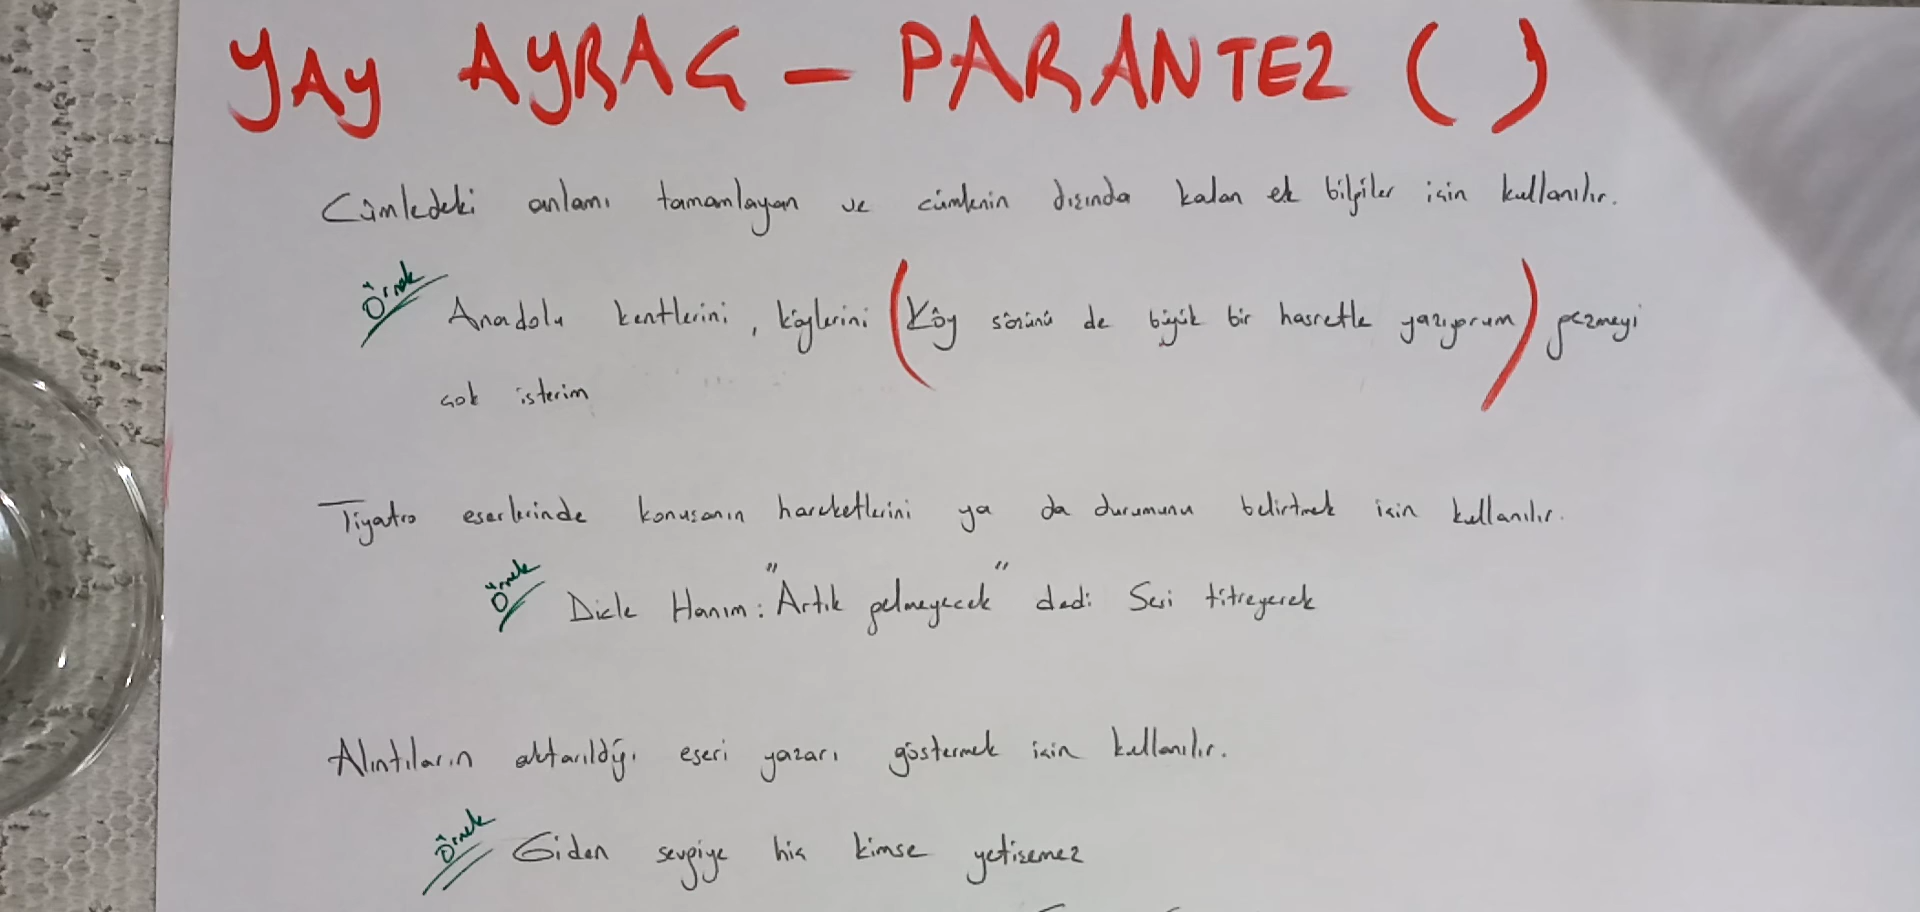 YAY AYRAÇ - PARANTEZ ( )
Cümledeki anlamı tamamlayan ve cümlenin dışında kalan ek bilgiler için kullanılır.
Örnek Anadolu kentlerini, köylerini (Köy sözünü de büyük bir hasretle yazıyorum) gezmeyi
çok isterim
Tiyatro eserlerinde konuşanın hareketlerini ya da durumunu belirtmek için kullanılır.
Örnek Dicle Hanım: "Artık gelmeyecek" dedi Sesi titreyerek
Alıntıların aktarıldığı eseri yazarı göstermek için kullanılır.
Örnek Giden sevgiye hiç kimse yetişemez